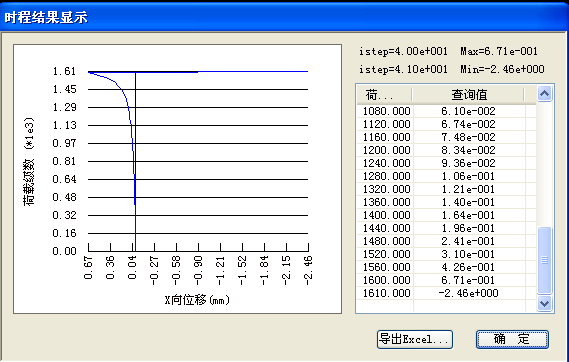 时程结果显示
istep=4.00e+001 Max=6.71e-001
istep=4.10e+001 Min=-2.46e+000
荷载级数 (*1e3)
1.61
1.45
1.29
1.13
0.97
0.81
0.64
0.48
0.32
0.16
0.00
0.67 0.36 0.04 -0.27 -0.58 -0.90 -1.21 -1.52 -1.84 -2.15 -2.46
X向位移(mm)
荷... 查询值
1080.000 6.10e-002
1120.000 6.74e-002
1160.000 7.48e-002
1200.000 8.34e-002
1240.000 9.36e-002
1280.000 1.06e-001
1320.000 1.21e-001
1360.000 1.40e-001
1400.000 1.64e-001
1440.000 1.96e-001
1480.000 2.41e-001
1520.000 3.10e-001
1560.000 4.26e-001
1600.000 6.71e-001
1610.000 -2.46e+000
导出Excel... 确 定